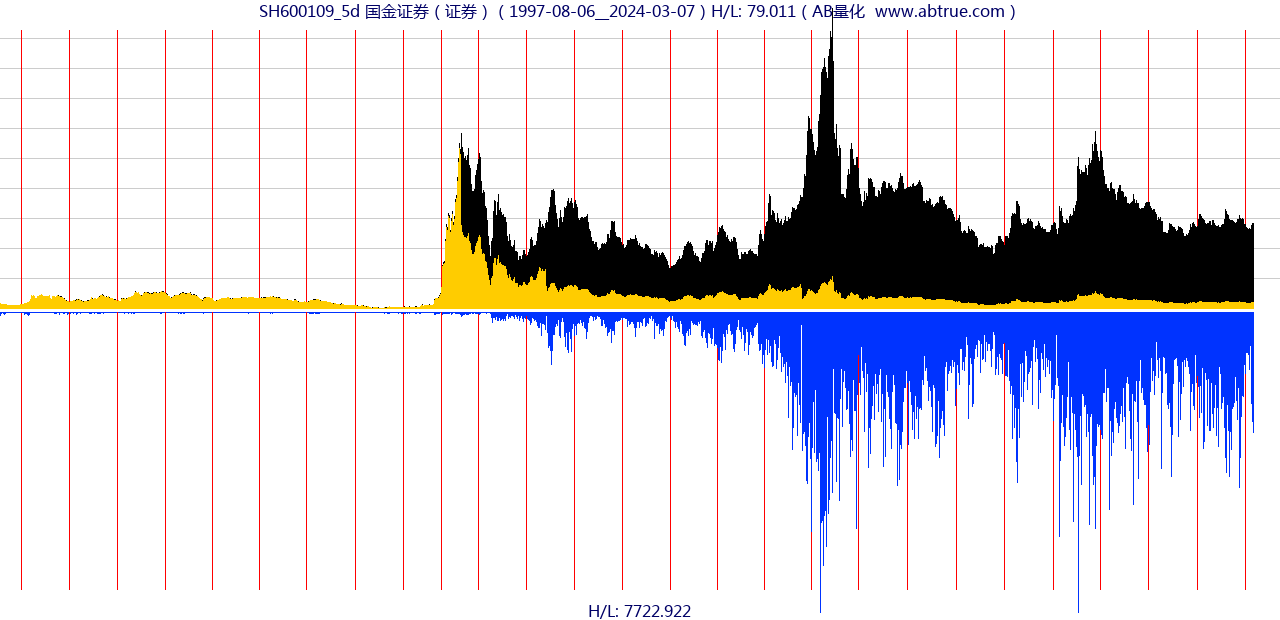 SH600109_5d 国金证券 ( 证券 ) ( 1997-08-06__2024-03-07 ) H/L: 79.011 ( AB量化 www.abtrue.com )
H/L: 7722.922